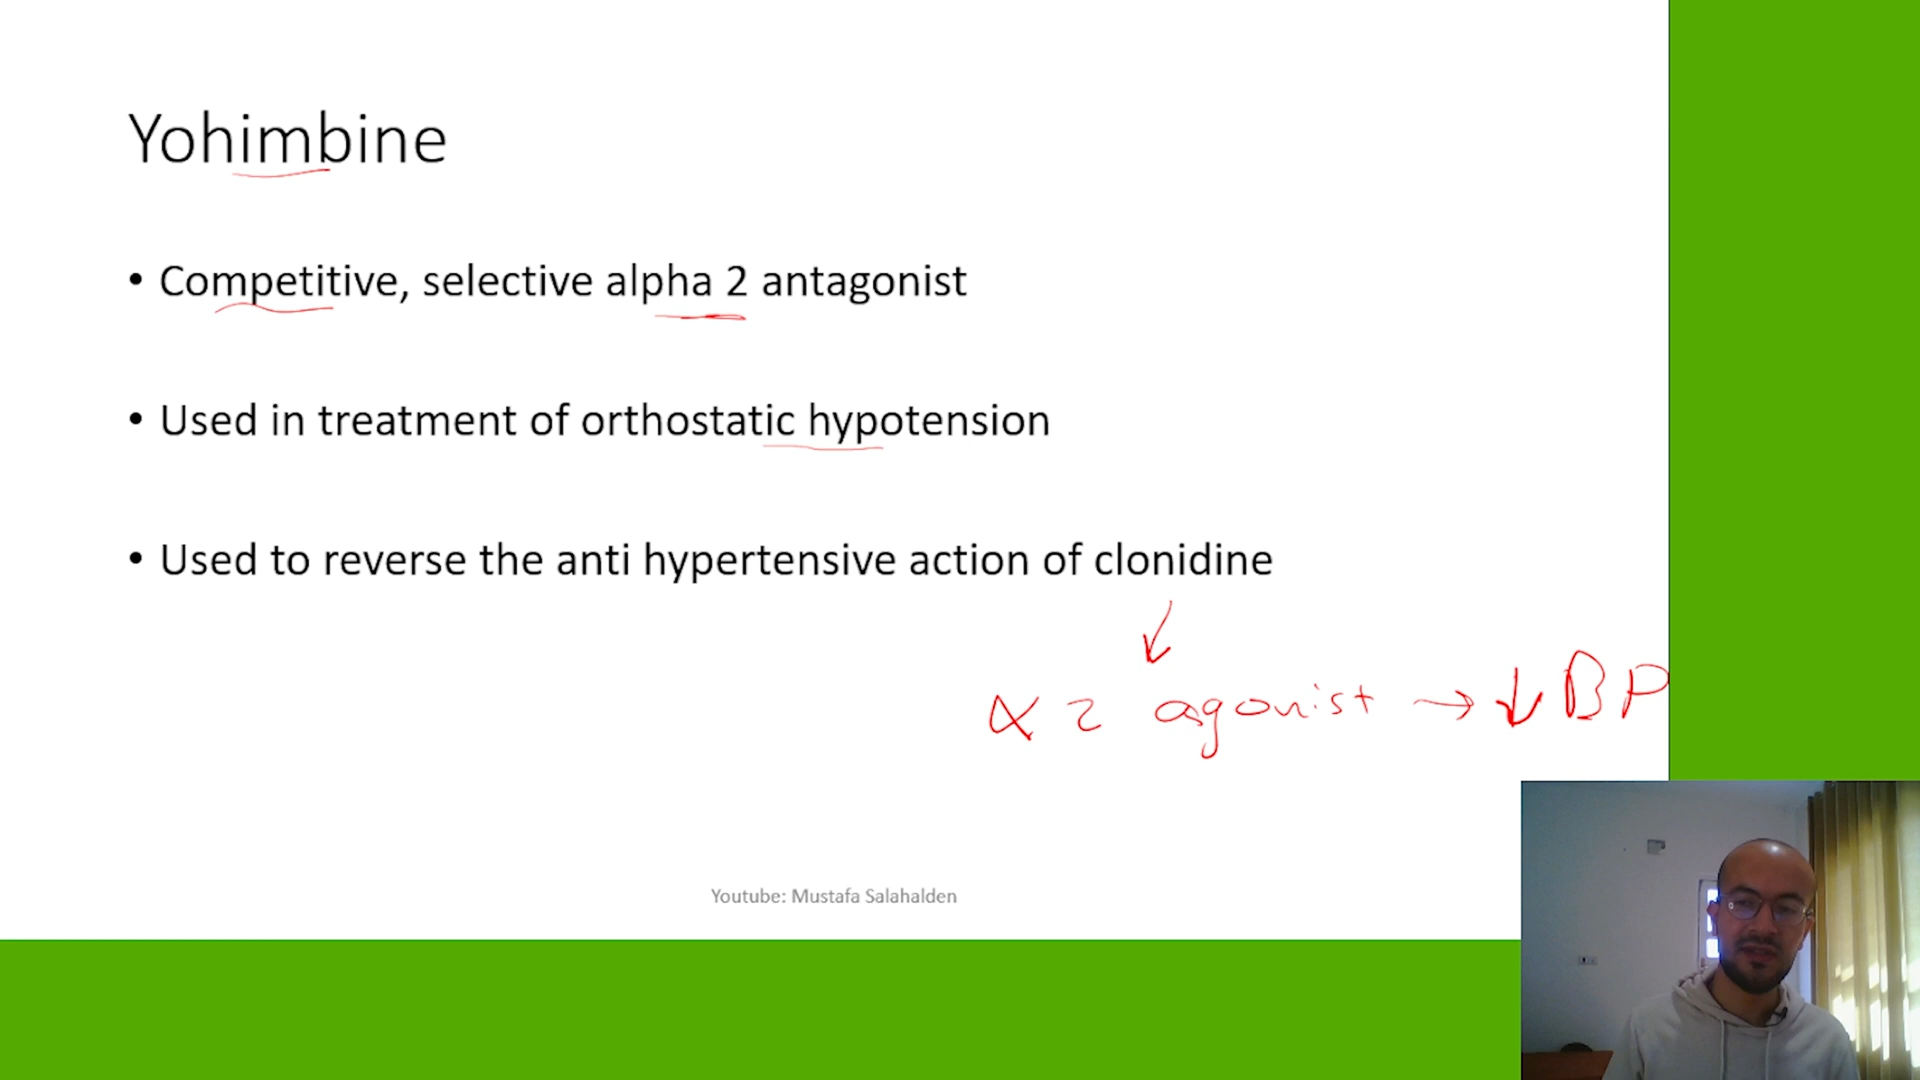 Yohimbine
• Competitive, selective alpha 2 antagonist
• Used in treatment of orthostatic hypotension
• Used to reverse the anti hypertensive action of clonidine
↓
α 2 agonist → ↓ BP
Youtube: Mustafa Salahalden